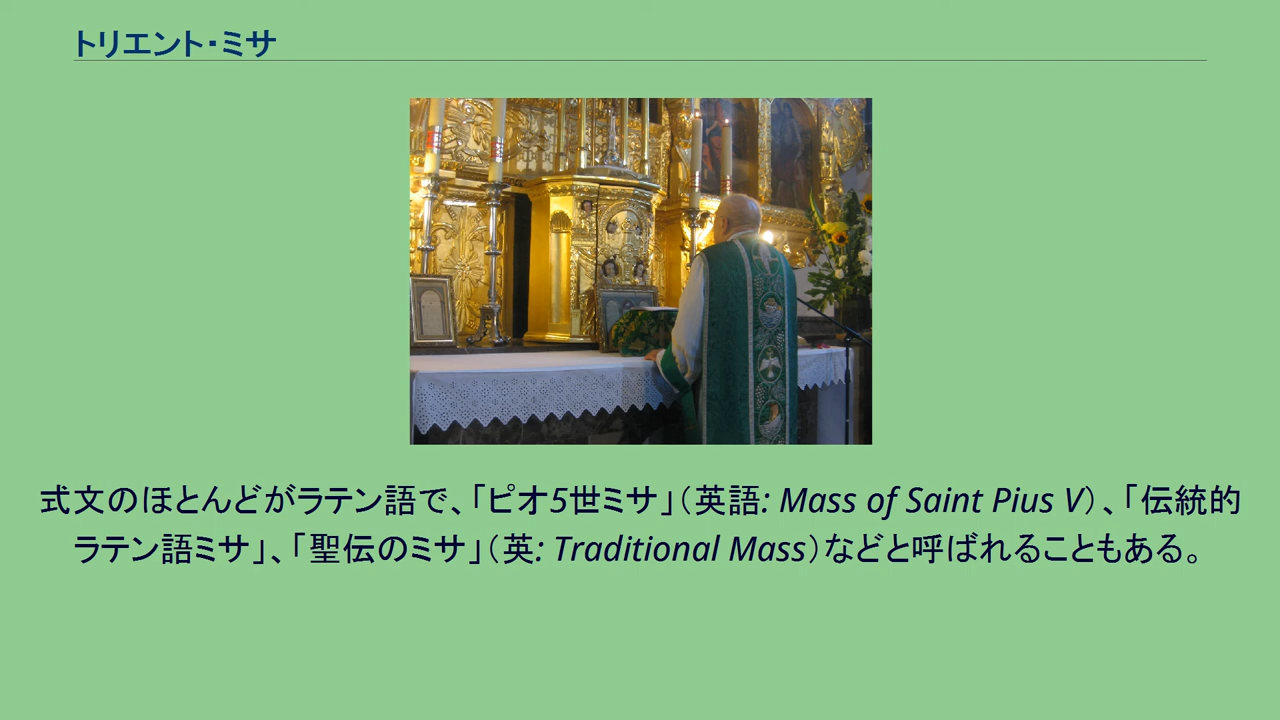 トリエント・ミサ
式文のほとんどがラテン語で、「ピオ5世ミサ」（英語: Mass of Saint Pius V）、「伝統的
ラテン語ミサ」、「聖伝のミサ」（英: Traditional Mass）などと呼ばれることもある。